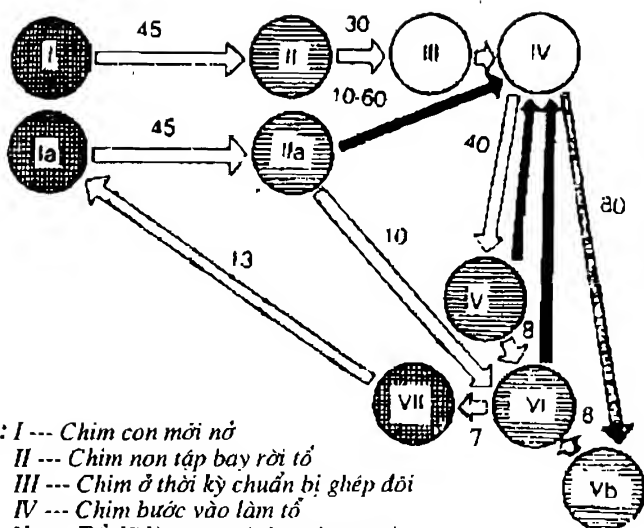 45
30
I
II
III
IV
10-60
45
Ia
IIa
40
80
10
13
V
8
VII
VI
8
7
Vb
: I --- Chim con mới nở
II --- Chim non tập bay rời tổ
III --- Chim ở thời kỳ chuẩn bị ghép đôi
IV --- Chim bước vào làm tổ